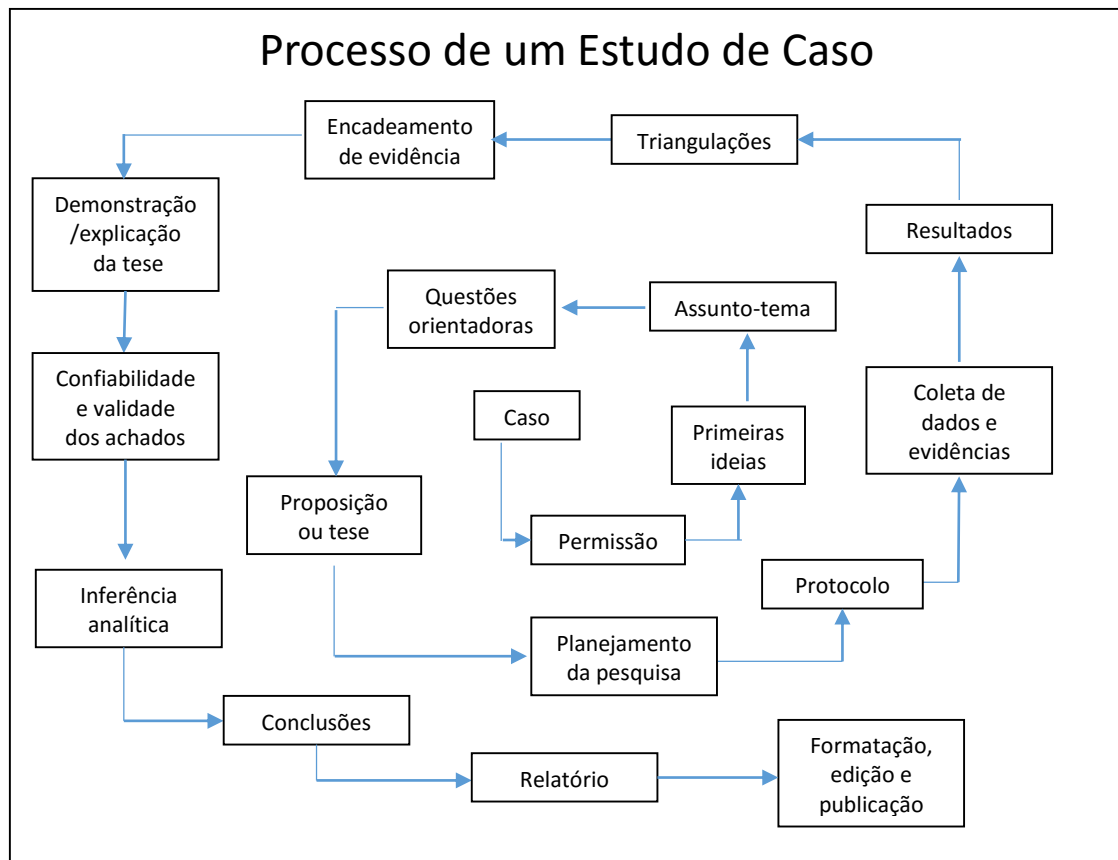 Processo de um Estudo de Caso
Encadeamento
de evidência
Triangulações
Demonstração
/explicação
da tese
Resultados
Questões
orientadoras
Assunto-tema
Confiabilidade
e validade
dos achados
Caso
Primeiras
ideias
Coleta de
dados e
evidências
Proposição
ou tese
Permissão
Inferência
analítica
Protocolo
Planejamento
da pesquisa
Conclusões
Relatório
Formatação,
edição e
publicação